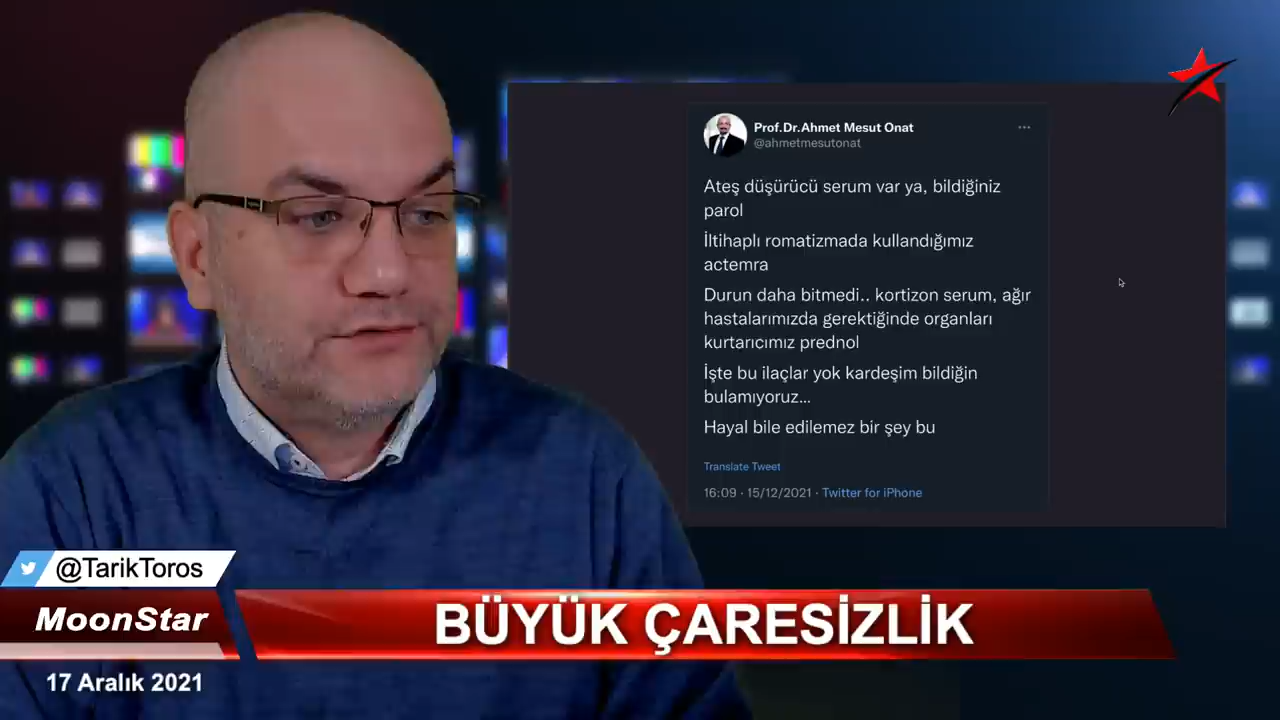 Prof.Dr.Ahmet Mesut Onat
@ahmetmesutonat
Ateş düşürücü serum var ya, bildiğiniz
parol
İltihaplı romatizmada kullandığımız
actemra
Durun daha bitmedi.. kortizon serum, ağır
hastalarımızda gerektiğinde organları
kurtarıcımız prednol
İşte bu ilaçlar yok kardeşim bildiğin
bulamıyoruz...
Hayal bile edilemez bir şey bu
Translate Tweet
16:09 · 15/12/2021 · Twitter for iPhone
@TarikToros
MoonStar
BÜYÜK ÇARESİZLİK
17 Aralık 2021